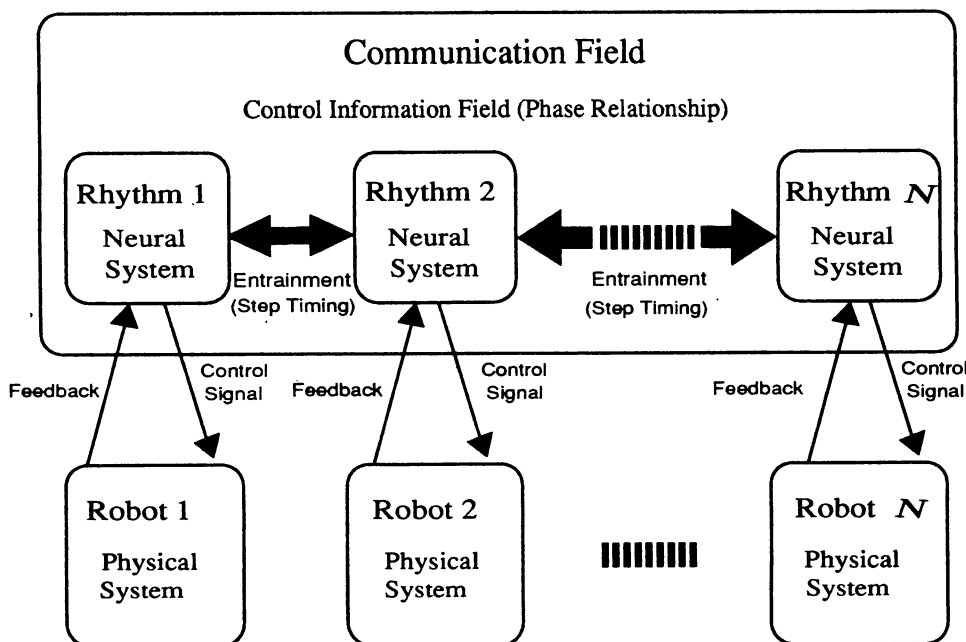 Communication Field
Control Information Field (Phase Relationship)
Rhythm 1
Neural
System
Entrainment
(Step Timing)
Rhythm 2
Neural
System
Entrainment
(Step Timing)
Rhythm N
Neural
System
Feedback
Control
Signal
Feedback
Control
Signal
Feedback
Control
Signal
Robot 1
Physical
System
Robot 2
Physical
System
Robot N
Physical
System